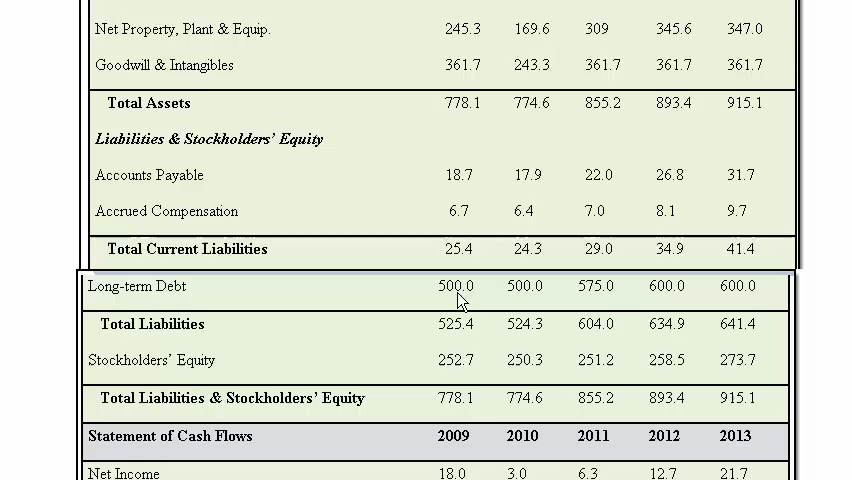 Net Property, Plant & Equip. 245.3 169.6 309 345.6 347.0
Goodwill & Intangibles 361.7 243.3 361.7 361.7 361.7
Total Assets 778.1 774.6 855.2 893.4 915.1
Liabilities & Stockholders' Equity
Accounts Payable 18.7 17.9 22.0 26.8 31.7
Accrued Compensation 6.7 6.4 7.0 8.1 9.7
Total Current Liabilities 25.4 24.3 29.0 34.9 41.4
Long-term Debt 500.0 500.0 575.0 600.0 600.0
Total Liabilities 525.4 524.3 604.0 634.9 641.4
Stockholders' Equity 252.7 250.3 251.2 258.5 273.7
Total Liabilities & Stockholders' Equity 778.1 774.6 855.2 893.4 915.1
Statement of Cash Flows 2009 2010 2011 2012 2013
Net Income 18.0 3.0 6.3 12.7 21.7